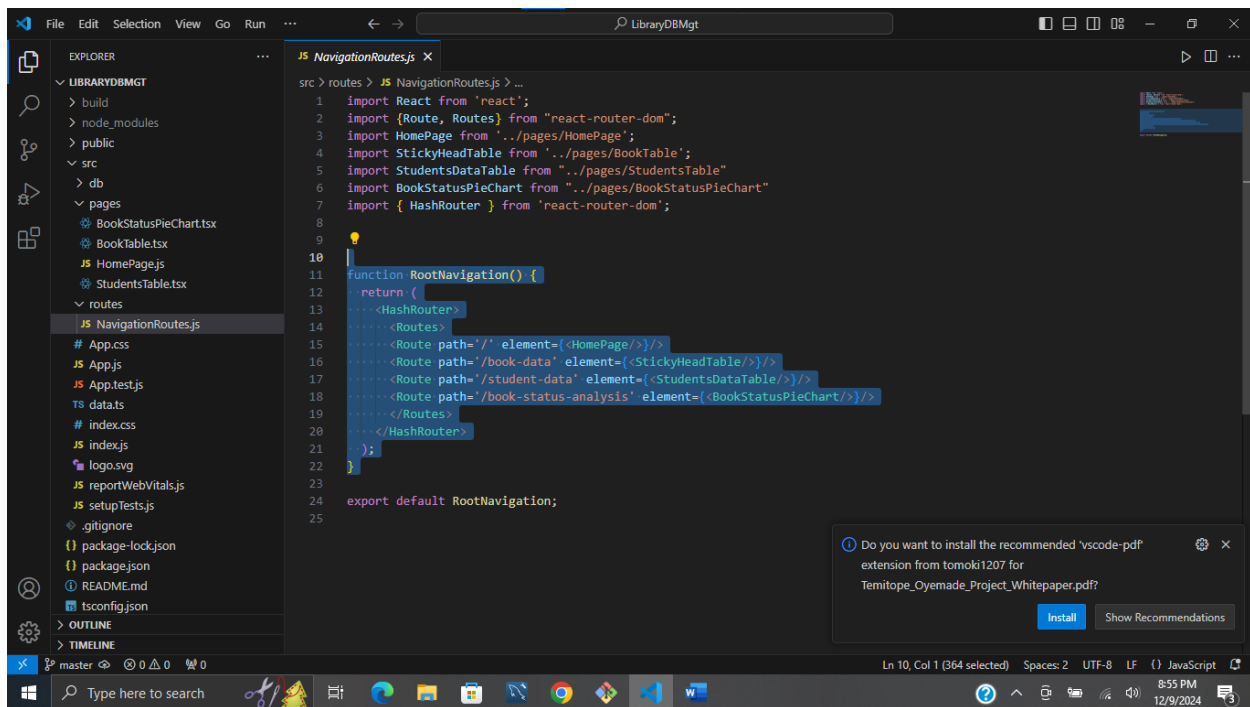 File Edit Selection View Go Run ···
LibraryDBMgt
EXPLORER ···
LIBRARYDBMGT
build
node_modules
public
src
db
pages
BookStatusPieChart.tsx
BookTable.tsx
JS HomePage.js
StudentsTable.tsx
routes
JS NavigationRoutes.js
# App.css
JS App.js
JS App.test.js
TS data.ts
# index.css
JS index.js
logo.svg
JS reportWebVitals.js
JS setupTests.js
.gitignore
{} package-lock.json
{} package.json
README.md
tsconfig.json
OUTLINE
TIMELINE
JS NavigationRoutes.js
src > routes > JS NavigationRoutes.js > ...
1 import React from 'react';
2 import {Route, Routes} from "react-router-dom";
3 import HomePage from '../pages/HomePage';
4 import StickyHeadTable from '../pages/BookTable';
5 import StudentsDataTable from "../pages/StudentsTable"
6 import BookStatusPieChart from "../pages/BookStatusPieChart"
7 import { HashRouter } from 'react-router-dom';
8
9
10
11 function RootNavigation() {
12 return (
13 <HashRouter>
14 <Routes>
15 <Route path='/' element={<HomePage/>}/>
16 <Route path='/book-data' element={<StickyHeadTable/>}/>
17 <Route path='/student-data' element={<StudentsDataTable/>}/>
18 <Route path='/book-status-analysis' element={<BookStatusPieChart/>}/>
19 </Routes>
20 </HashRouter>
21 );
22 }
23
24 export default RootNavigation;
25
Do you want to install the recommended 'vscode-pdf'
extension from tomoki1207 for
Temitope_Oyemade_Project_Whitepaper.pdf?
Install Show Recommendations
master 0 0 0 Ln 10, Col 1 (364 selected) Spaces: 2 UTF-8 LF {} JavaScript
Type here to search
8:55 PM
12/9/2024
3